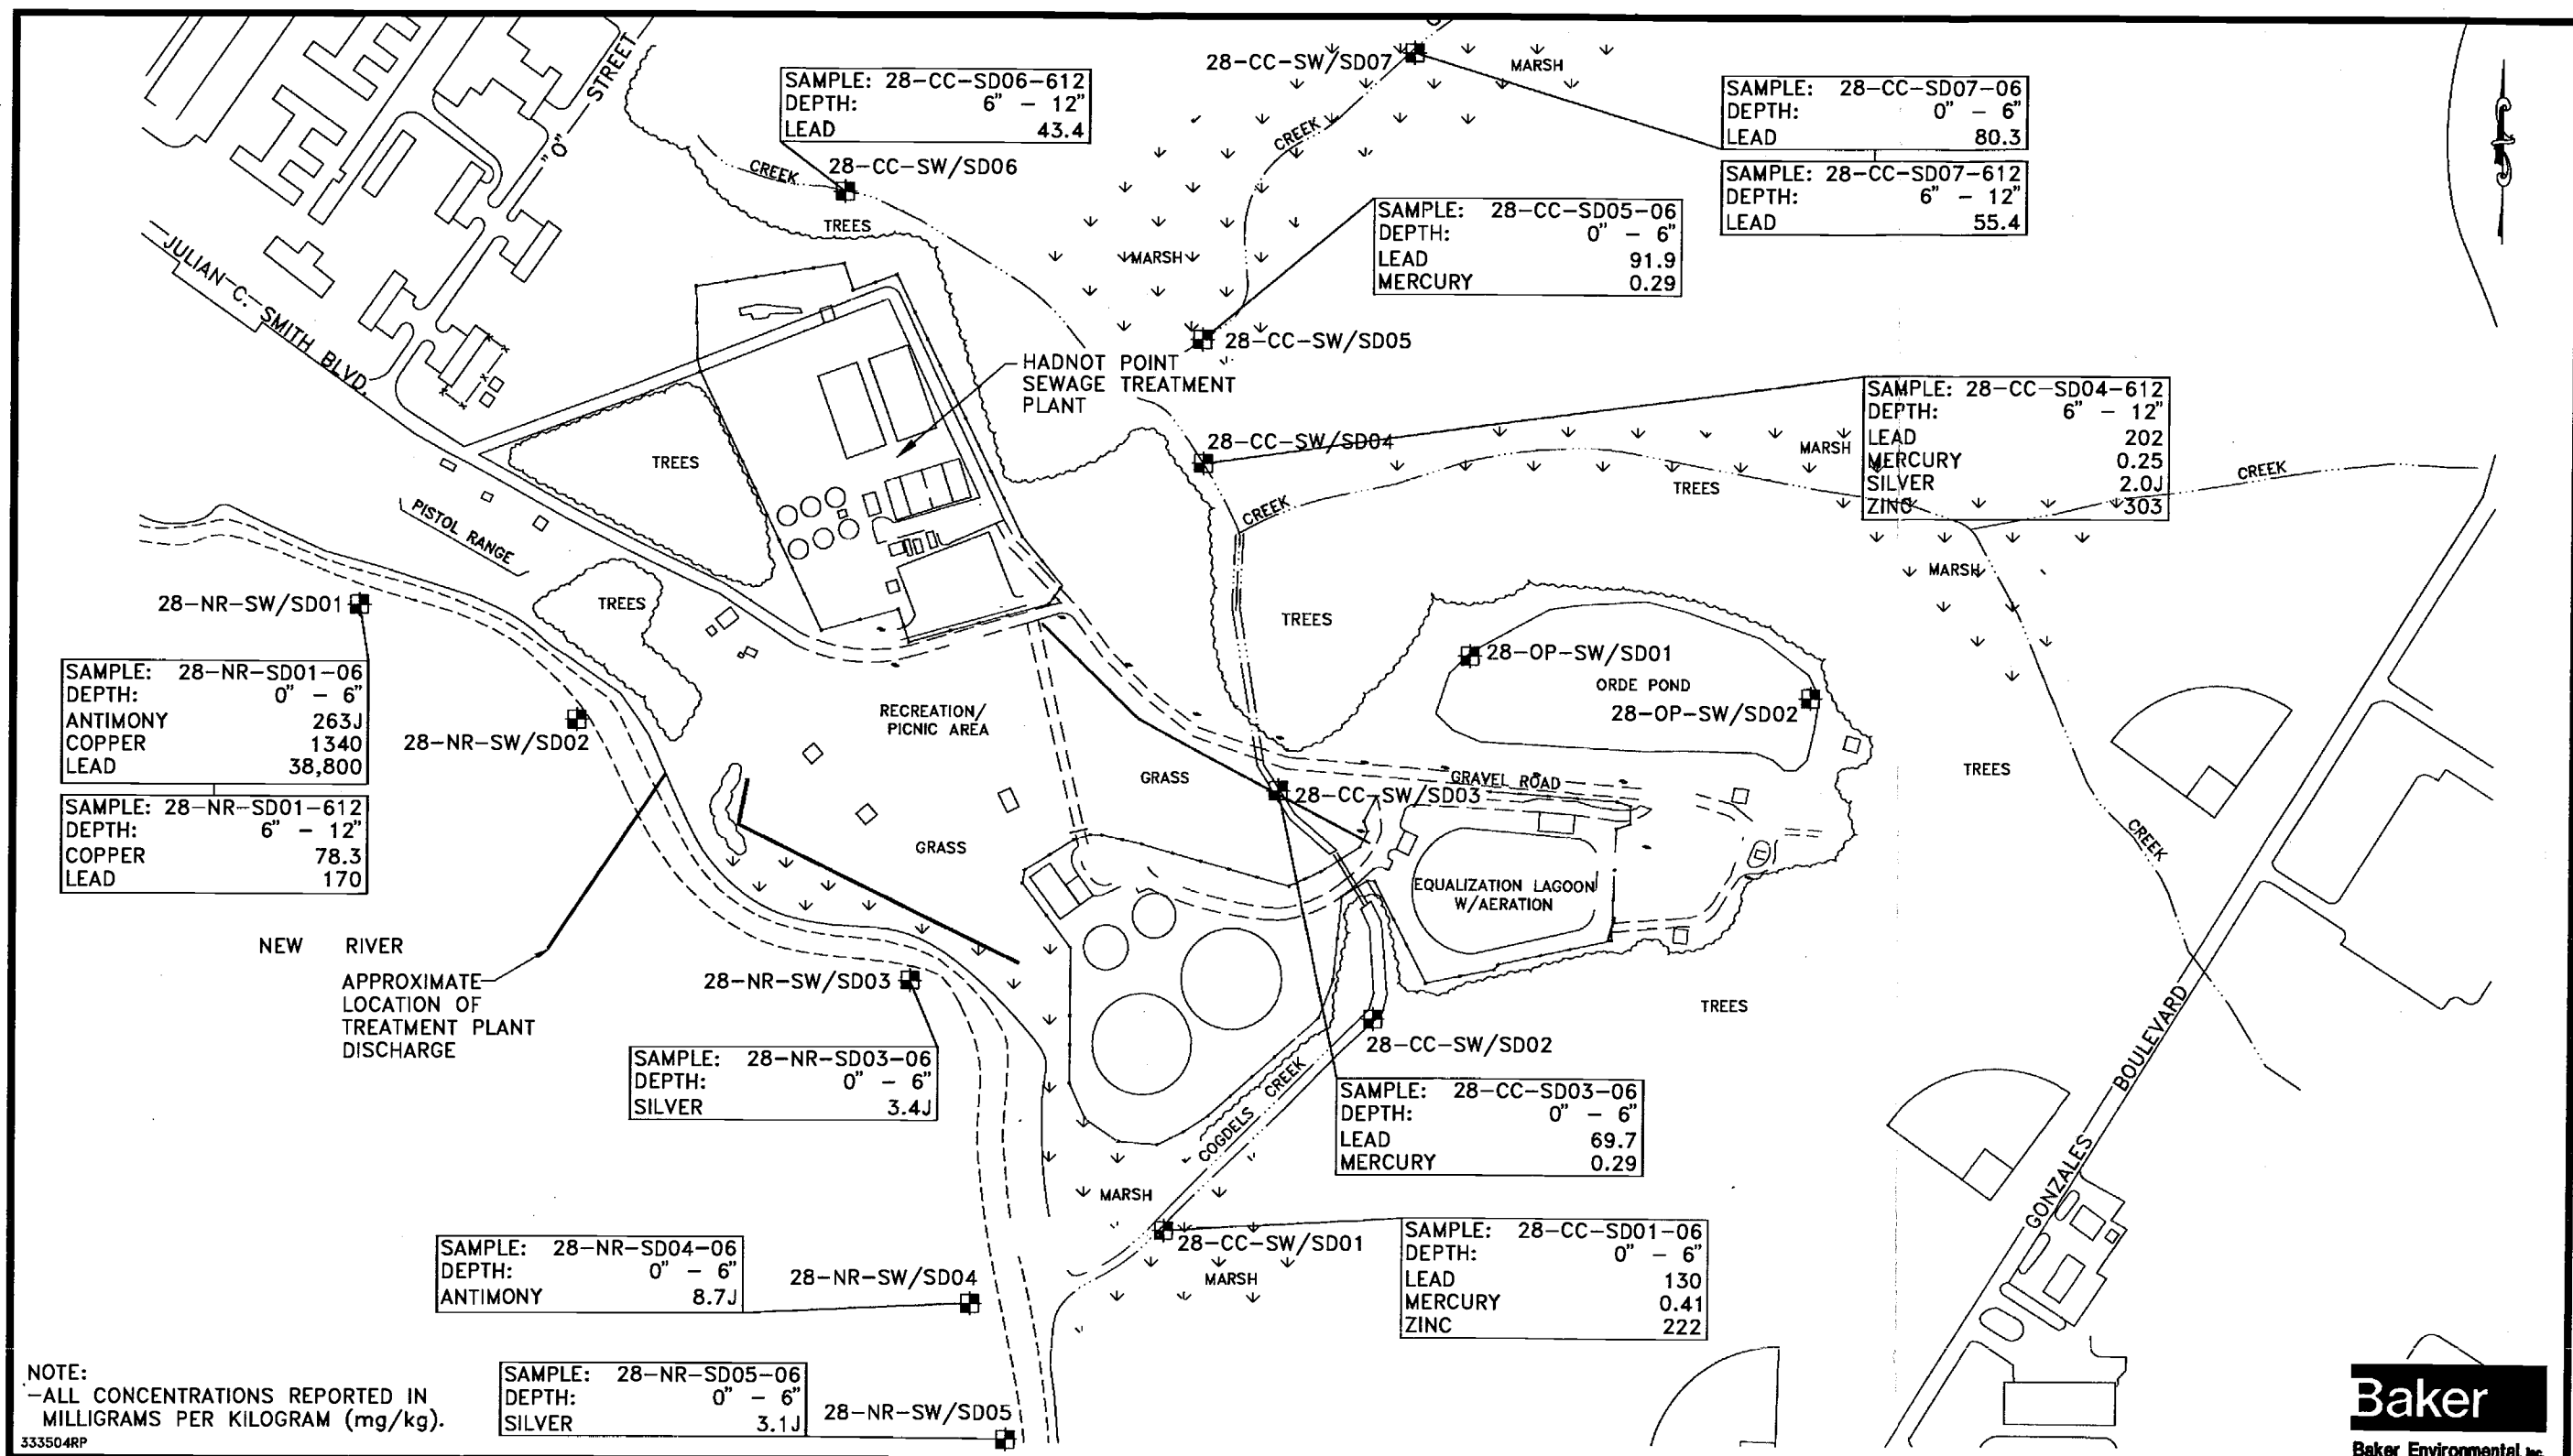 28-CC-SW/SD07
MARSH
"O" STREET
SAMPLE: 28-CC-SD06-612
DEPTH: 6" - 12"
LEAD 43.4
28-CC-SW/SD06
CREEK
TREES
CREEK
SAMPLE: 28-CC-SD07-06
DEPTH: 0" - 6"
LEAD 80.3
SAMPLE: 28-CC-SD07-612
DEPTH: 6" - 12"
LEAD 55.4
SAMPLE: 28-CC-SD05-06
DEPTH: 0" - 6"
LEAD 91.9
MERCURY 0.29
MARSH
28-CC-SW/SD05
JULIAN C. SMITH BLVD.
HADNOT POINT
SEWAGE TREATMENT
PLANT
SAMPLE: 28-CC-SD04-612
DEPTH: 6" - 12"
LEAD 202
MERCURY 0.25
SILVER 2.0J
ZINC 303
28-CC-SW/SD04
MARSH
TREES
TREES
CREEK
CREEK
PISTOL RANGE
MARSH
28-NR-SW/SD01
TREES
TREES
28-OP-SW/SD01
ORDE POND
28-OP-SW/SD02
SAMPLE: 28-NR-SD01-06
DEPTH: 0" - 6"
ANTIMONY 263J
COPPER 1340
LEAD 38,800
SAMPLE: 28-NR-SD01-612
DEPTH: 6" - 12"
COPPER 78.3
LEAD 170
28-NR-SW/SD02
RECREATION/
PICNIC AREA
GRASS
GRAVEL ROAD
28-CC-SW/SD03
TREES
CREEK
GRASS
EQUALIZATION LAGOON
W/AERATION
NEW RIVER
APPROXIMATE
LOCATION OF
TREATMENT PLANT
DISCHARGE
28-NR-SW/SD03
TREES
28-CC-SW/SD02
SAMPLE: 28-NR-SD03-06
DEPTH: 0" - 6"
SILVER 3.4J
COGDELS CREEK
SAMPLE: 28-CC-SD03-06
DEPTH: 0" - 6"
LEAD 69.7
MERCURY 0.29
GONZALES BOULEVARD
MARSH
28-CC-SW/SD01
MARSH
SAMPLE: 28-CC-SD01-06
DEPTH: 0" - 6"
LEAD 130
MERCURY 0.41
ZINC 222
SAMPLE: 28-NR-SD04-06
DEPTH: 0" - 6"
ANTIMONY 8.7J
28-NR-SW/SD04
SAMPLE: 28-NR-SD05-06
DEPTH: 0" - 6"
SILVER 3.1J
28-NR-SW/SD05
NOTE:
-ALL CONCENTRATIONS REPORTED IN
MILLIGRAMS PER KILOGRAM (mg/kg).
333504RP
Baker
Baker Environmental, Inc.